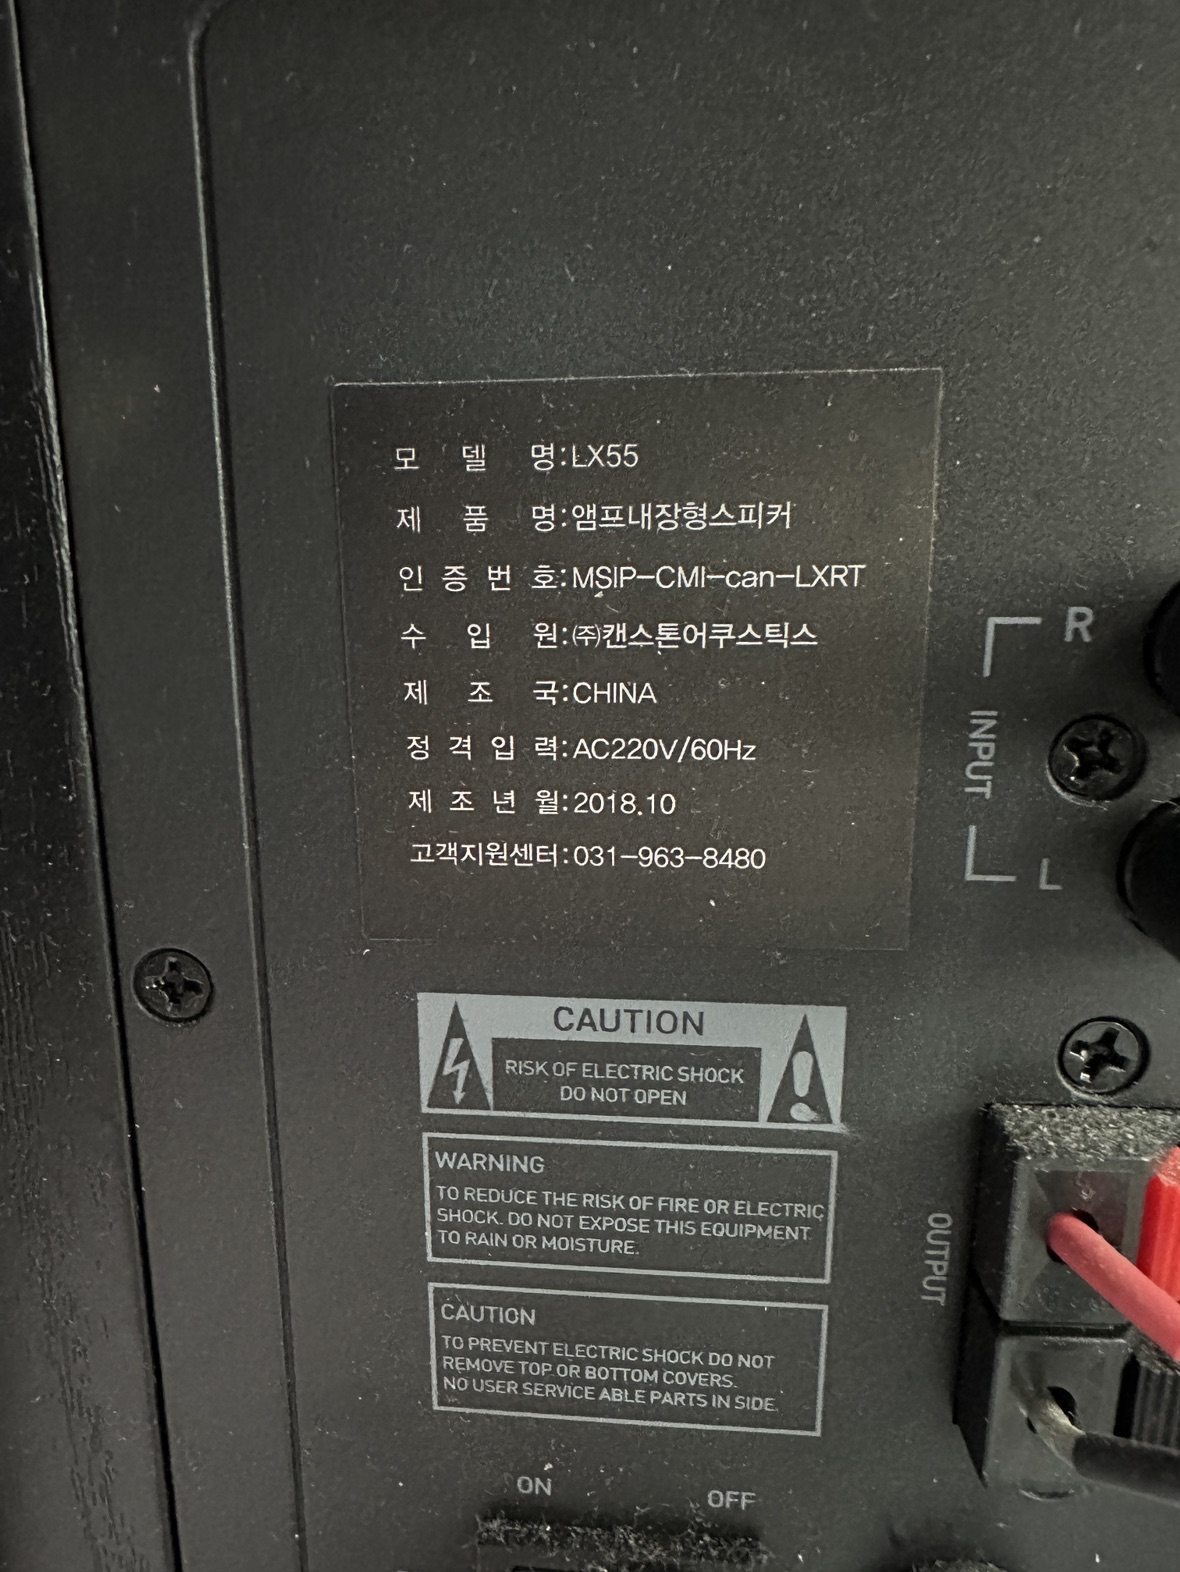 모 델 명:LX55
제 품 명:앰프내장형스피커
인 증 번 호:MSIP-CMI-can-LXRT
수 입 원:㈜캔스톤어쿠스틱스
제 조 국:CHINA
정 격 입 력:AC220V/60Hz
제 조 년 월:2018.10
고객지원센터:031-963-8480
R
INPUT
L
CAUTION
RISK OF ELECTRIC SHOCK
DO NOT OPEN
WARNING
TO REDUCE THE RISK OF FIRE OR ELECTRIC
SHOCK. DO NOT EXPOSE THIS EQUIPMENT
TO RAIN OR MOISTURE.
OUTPUT
CAUTION
TO PREVENT ELECTRIC SHOCK DO NOT
REMOVE TOP OR BOTTOM COVERS.
NO USER SERVICE ABLE PARTS IN SIDE.
ON OFF